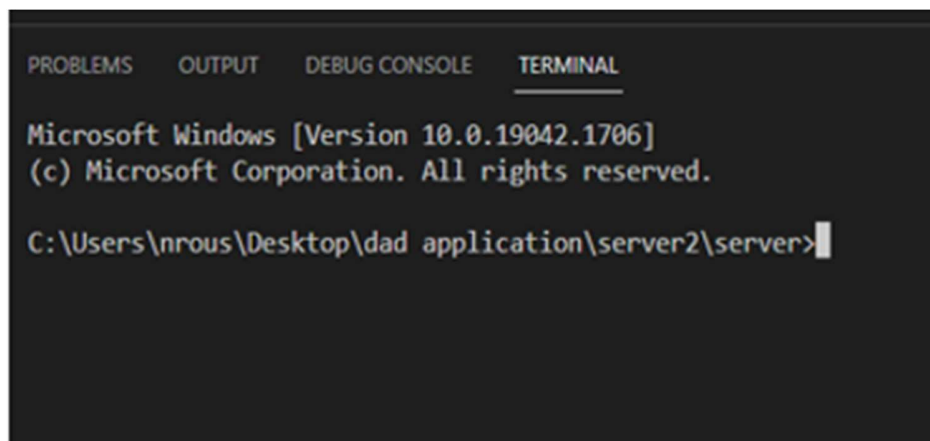 PROBLEMS OUTPUT DEBUG CONSOLE TERMINAL
Microsoft Windows [Version 10.0.19042.1706]
(c) Microsoft Corporation. All rights reserved.
C:\Users\nrous\Desktop\dad application\server2\server>